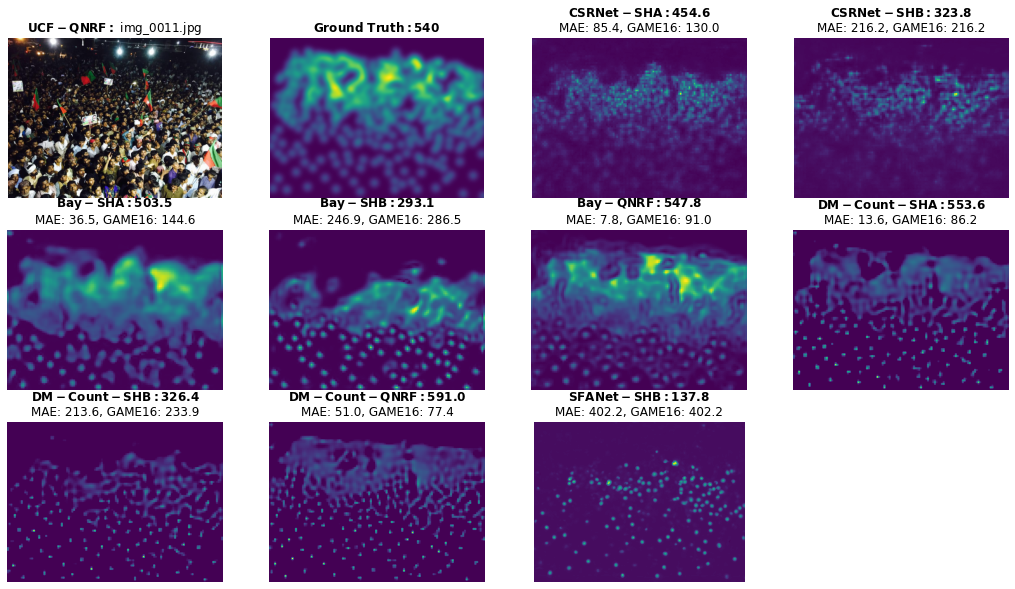 UCF − QNRF : img_0011.jpg
Ground Truth : 540
CSRNet − SHA : 454.6
MAE: 85.4, GAME16: 130.0
CSRNet − SHB : 323.8
MAE: 216.2, GAME16: 216.2
Bay − SHA : 503.5
MAE: 36.5, GAME16: 144.6
Bay − SHB : 293.1
MAE: 246.9, GAME16: 286.5
Bay − QNRF : 547.8
MAE: 7.8, GAME16: 91.0
DM − Count − SHA : 553.6
MAE: 13.6, GAME16: 86.2
DM − Count − SHB : 326.4
MAE: 213.6, GAME16: 233.9
DM − Count − QNRF : 591.0
MAE: 51.0, GAME16: 77.4
SFANet − SHB : 137.8
MAE: 402.2, GAME16: 402.2